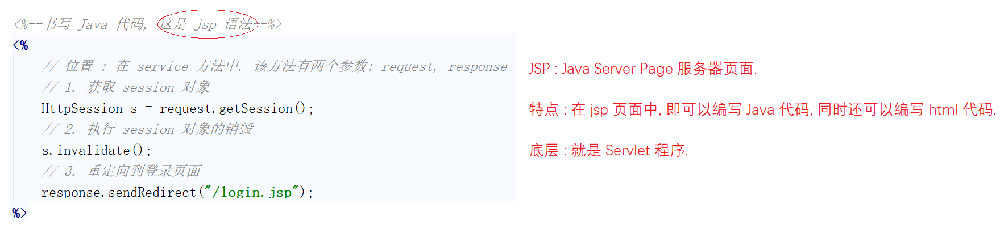 <%--书写 Java 代码, 这是 jsp 语法--%>
<%
// 位置 : 在 service 方法中. 该方法有两个参数: request, response
// 1. 获取 session 对象
HttpSession s = request.getSession();
// 2. 执行 session 对象的销毁
s.invalidate();
// 3. 重定向到登录页面
response.sendRedirect("/login.jsp");
%>
JSP : Java Server Page 服务器页面.
特点 : 在 jsp 页面中, 即可以编写 Java 代码, 同时还可以编写 html 代码.
底层 : 就是 Servlet 程序.